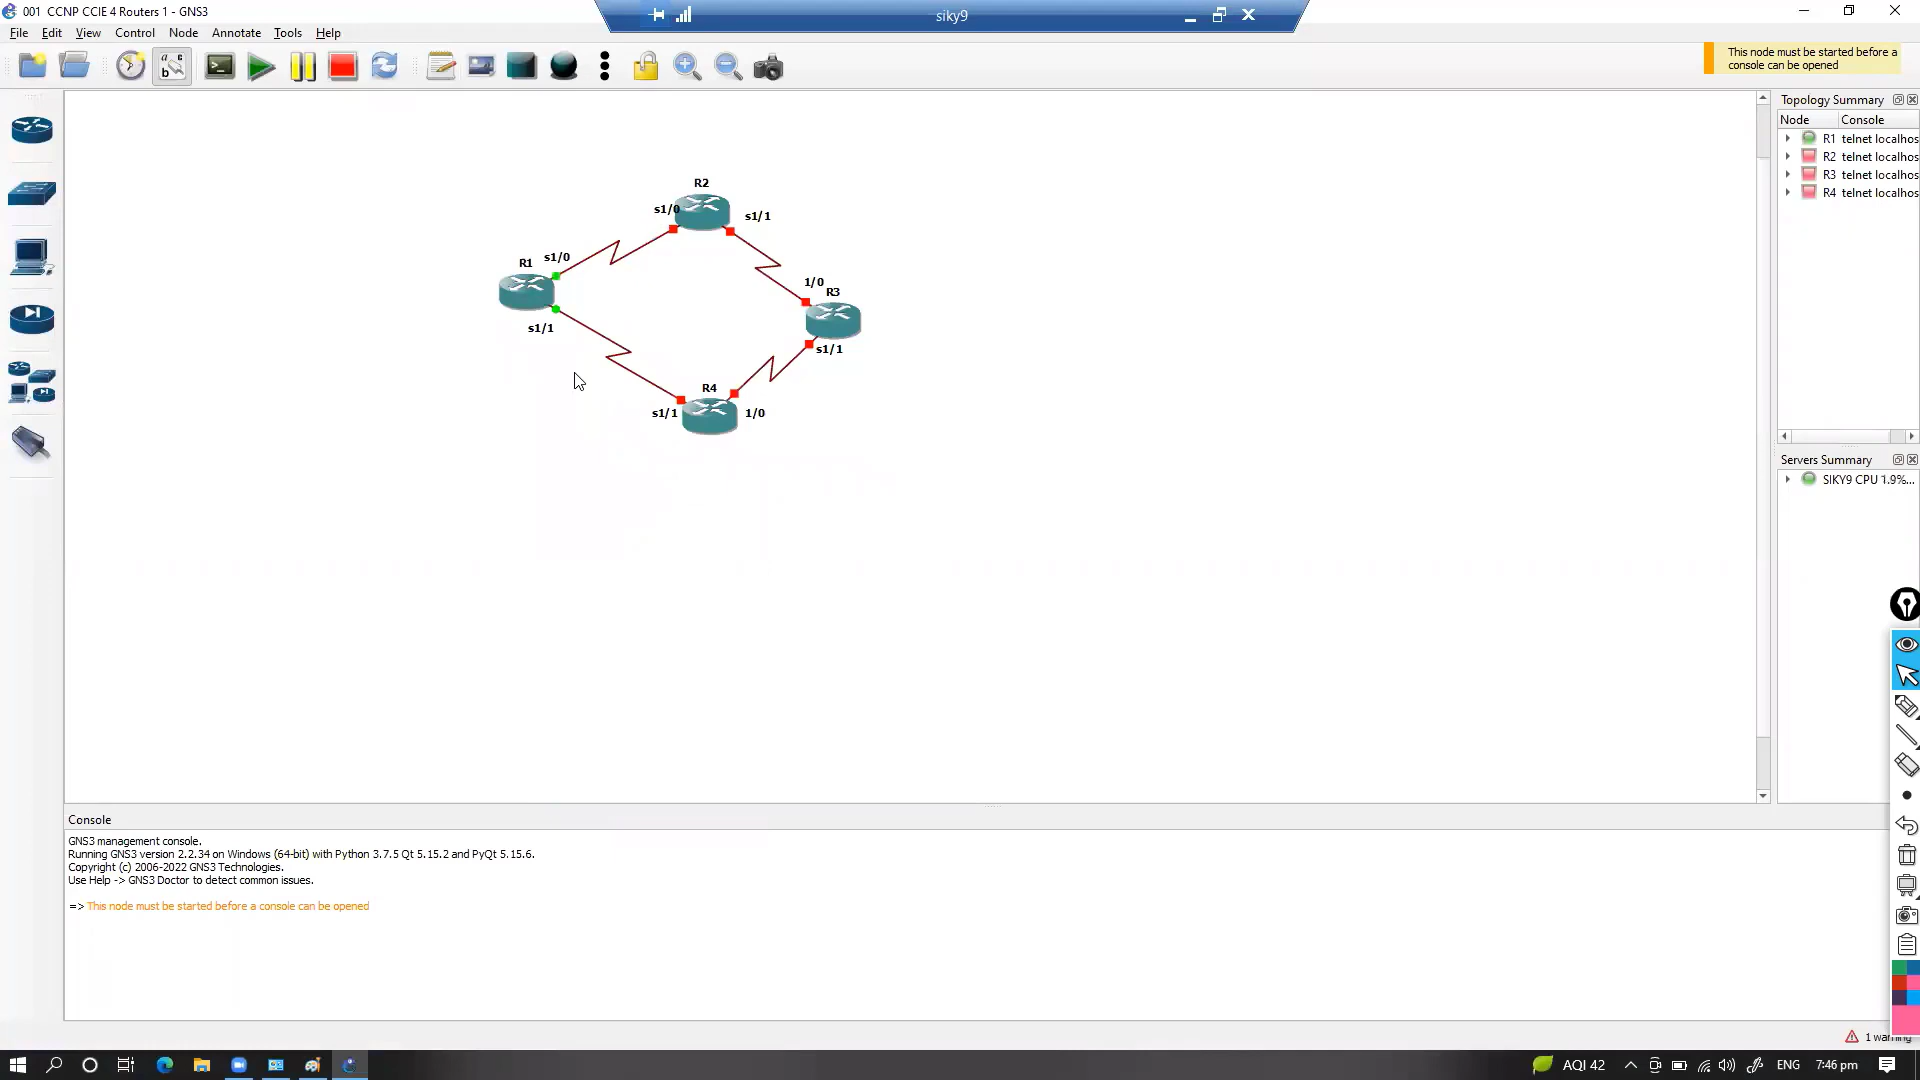 001 CCNP CCIE 4 Routers 1 - GNS3
siky9
File Edit View Control Node Annotate Tools Help
This node must be started before a
console can be opened
Topology Summary
Node Console
R1 telnet localhos
R2 telnet localhos
R3 telnet localhos
R4 telnet localhos
R2
s1/0
s1/1
R1
s1/0
s1/1
1/0
R3
s1/1
R4
s1/1
1/0
Servers Summary
SIKY9 CPU 1.9%...
Console
GNS3 management console.
Running GNS3 version 2.2.34 on Windows (64-bit) with Python 3.7.5 Qt 5.15.2 and PyQt 5.15.6.
Copyright (c) 2006-2022 GNS3 Technologies.
Use Help -> GNS3 Doctor to detect common issues.
=> This node must be started before a console can be opened
1 warning
AQI 42
ENG
7:46 pm